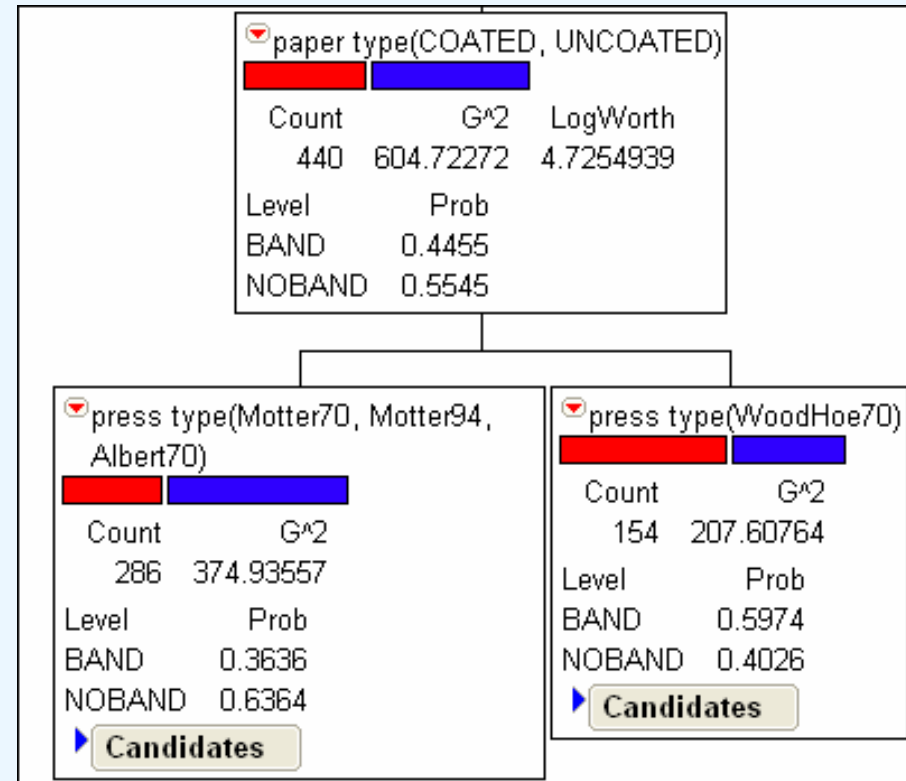 paper type(COATED, UNCOATED)
Count G^2 LogWorth
440 604.72272 4.7254939
Level Prob
BAND 0.4455
NOBAND 0.5545
press type(Motter70, Motter94,
Albert70)
Count G^2
286 374.93557
Level Prob
BAND 0.3636
NOBAND 0.6364
Candidates
press type(WoodHoe70)
Count G^2
154 207.60764
Level Prob
BAND 0.5974
NOBAND 0.4026
Candidates